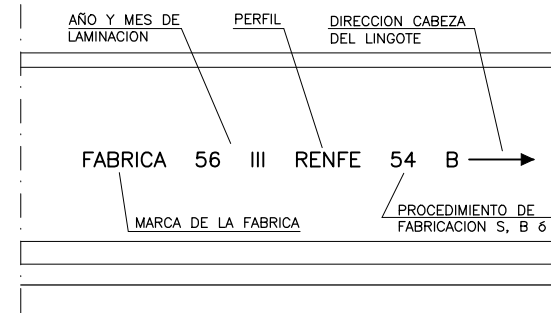 AÑO Y MES DE
LAMINACION
PERFIL
DIRECCION CABEZA
DEL LINGOTE
FABRICA 56 III RENFE 54 B
MARCA DE LA FABRICA
PROCEDIMIENTO DE
FABRICACION S, B ó